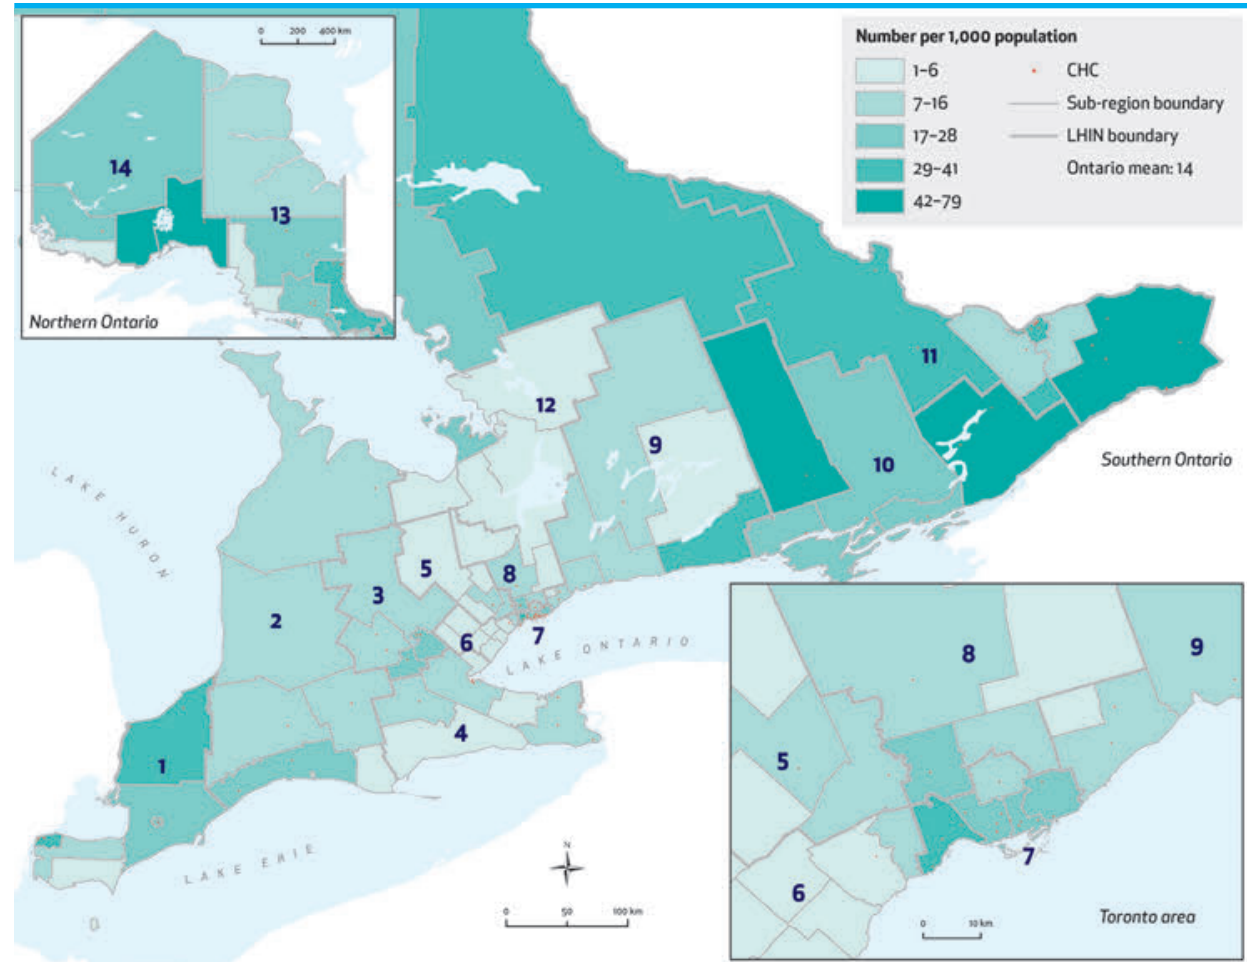 0 200 400 km
14
13
Northern Ontario
Number per 1,000 population
1–6
7–16
17–28
29–41
42–79
CHC
Sub-region boundary
LHIN boundary
Ontario mean: 14
11
12
9
10
Southern Ontario
LAKE HURON
5
8
3
2
6
7
LAKE ONTARIO
4
1
LAKE ERIE
N
0 50 100 km
8
9
5
7
6
0 10 km
Toronto area